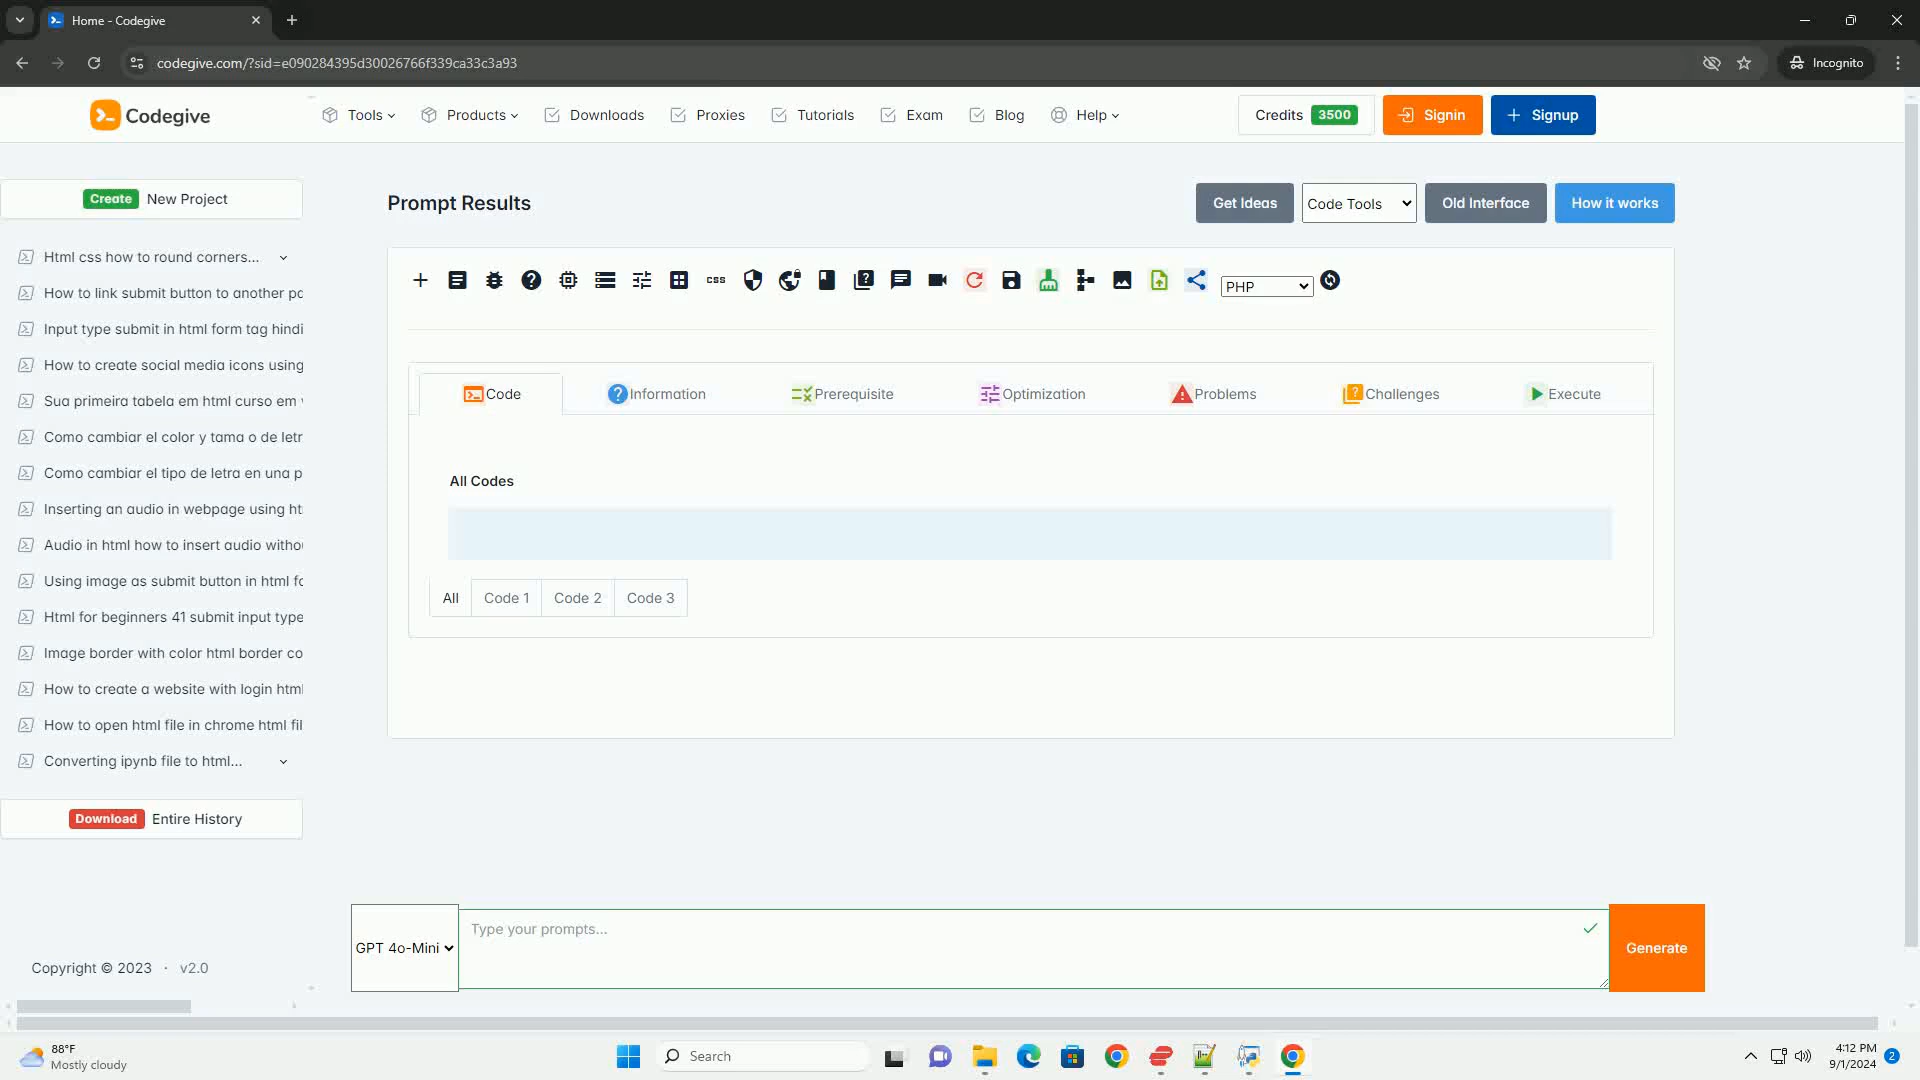 Home - Codegive
codegive.com/?sid=e090284395d30026766f339ca33c3a93
Incognito
Codegive
Tools
Products
Downloads
Proxies
Tutorials
Exam
Blog
Help
Credits 3500
Signin
Signup
Create New Project
Prompt Results
Get Ideas
Code Tools
Old Interface
How it works
Html css how to round corners...
How to link submit button to another pa
Input type submit in html form tag hindi
How to create social media icons using
Sua primeira tabela em html curso em v
Como cambiar el color y tama o de letr
Como cambiar el tipo de letra en una p
Inserting an audio in webpage using ht
Audio in html how to insert audio witho
Using image as submit button in html fo
Html for beginners 41 submit input type
Image border with color html border co
How to create a website with login html
How to open html file in chrome html fil
Converting ipynb file to html...
Download Entire History
css
PHP
Code
Information
Prerequisite
Optimization
Problems
Challenges
Execute
All Codes
All
Code 1
Code 2
Code 3
GPT 4o-Mini
Type your prompts...
Generate
Copyright © 2023 · v2.0
88°F
Mostly cloudy
Search
4:12 PM
9/1/2024
2